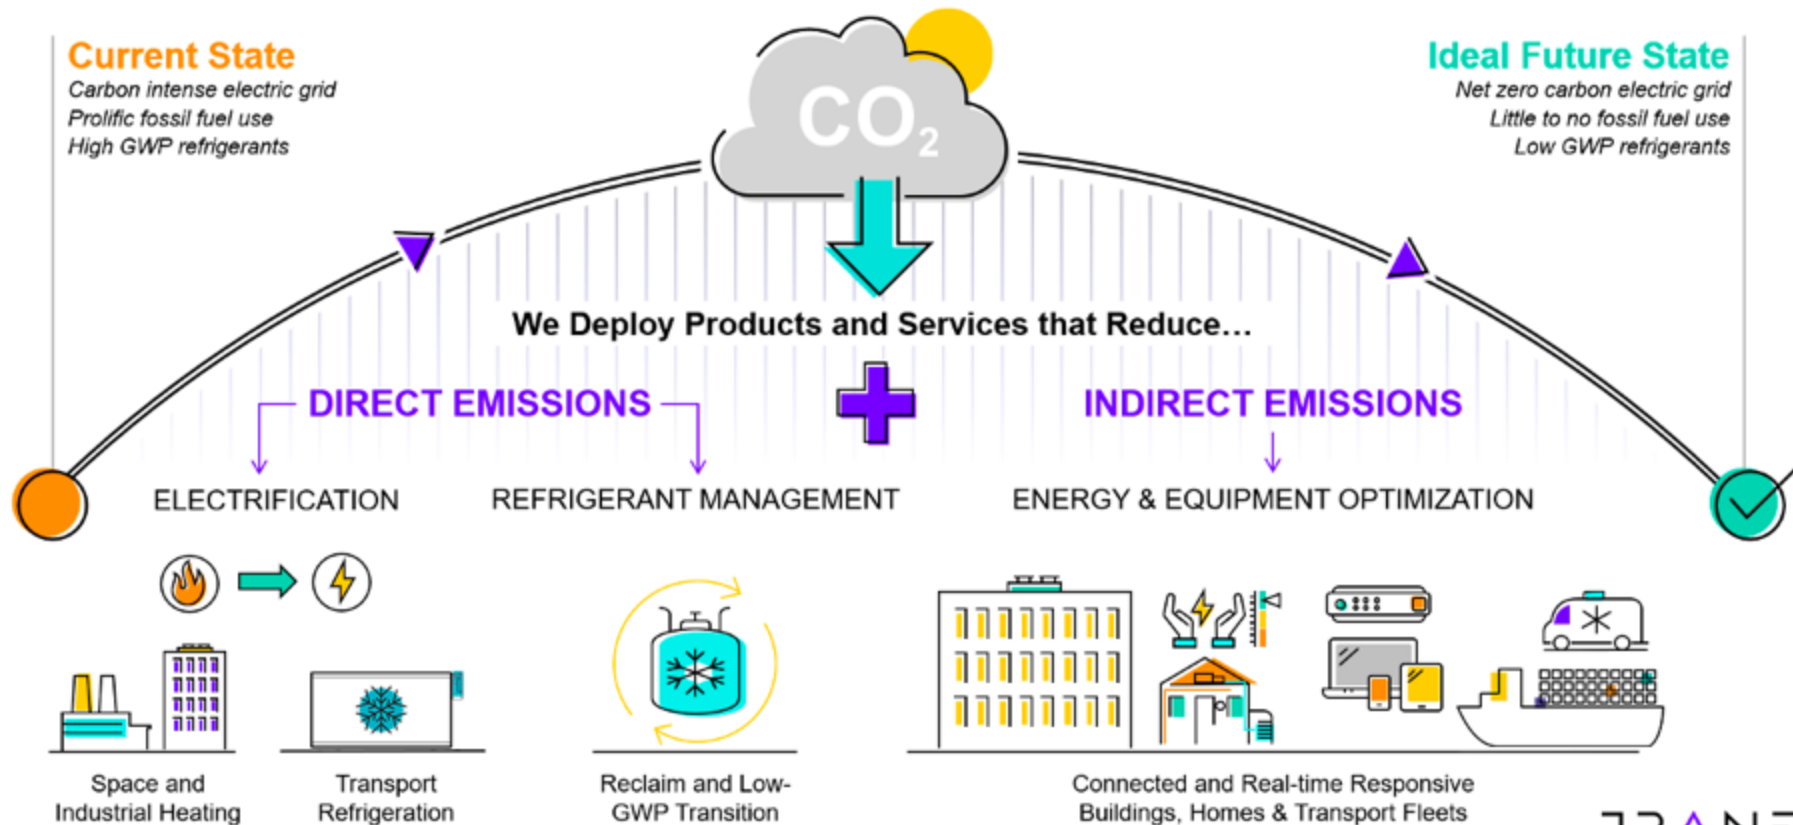 Current State
Carbon intense electric grid
Prolific fossil fuel use
High GWP refrigerants
CO₂
Ideal Future State
Net zero carbon electric grid
Little to no fossil fuel use
Low GWP refrigerants
We Deploy Products and Services that Reduce...
DIRECT EMISSIONS
INDIRECT EMISSIONS
ELECTRIFICATION
REFRIGERANT MANAGEMENT
ENERGY & EQUIPMENT OPTIMIZATION
Space and
Industrial Heating
Transport
Refrigeration
Reclaim and Low-
GWP Transition
Connected and Real-time Responsive
Buildings, Homes & Transport Fleets